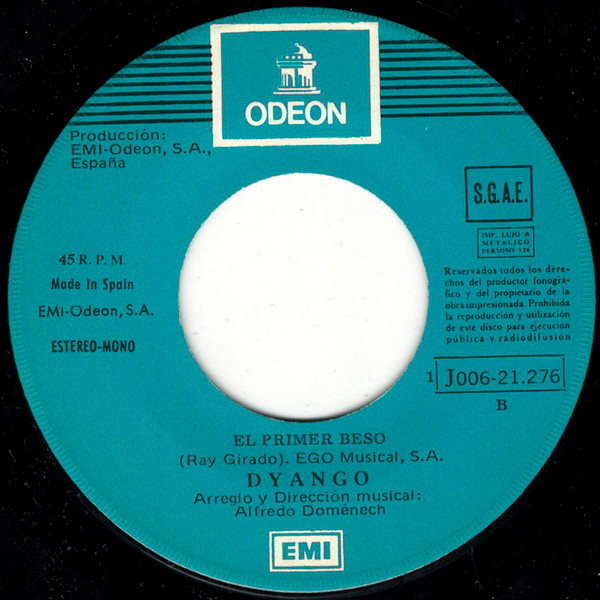 ODEON
Producción:
EMI-Odeon, S.A.,
España
S.G.A.E.
IMP. LUJO A
METALICO
PERMISO 124
45 R. P. M.
Made In Spain
EMI-Odeon, S.A.
ESTEREO-MONO
Reservados todos los dere-
chos del productor fonográ-
fico y del propietario de la
obra impresionada. Prohibida
la reproducción y utilización
de este disco para ejecución
pública y radiodifusion
1 J006-21.276
B
EL PRIMER BESO
(Ray Girado). EGO Musical, S.A.
DYANGO
Arreglo y Dirección musical:
Alfredo Doménech
EMI